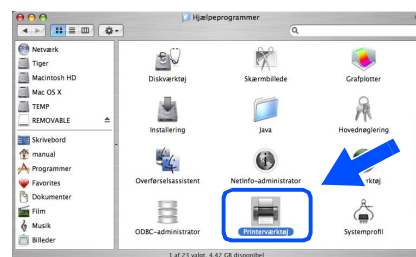 Hjælpeprogrammer
Netværk
Tiger
Macintosh HD
Mac OS X
TEMP
REMOVABLE
Skrivebord
manual
Programmer
Favorites
Dokumenter
Film
Musik
Billeder
Diskværktøj
Skærmbillede
Grafplotter
Installering
Java
Hovednøglering
Overførselsassistent
NetInfo-administrator
ODBC-administrator
Printerværktøj
Systemprofil
1 af 23 valgt, 4,42 GB disponibel